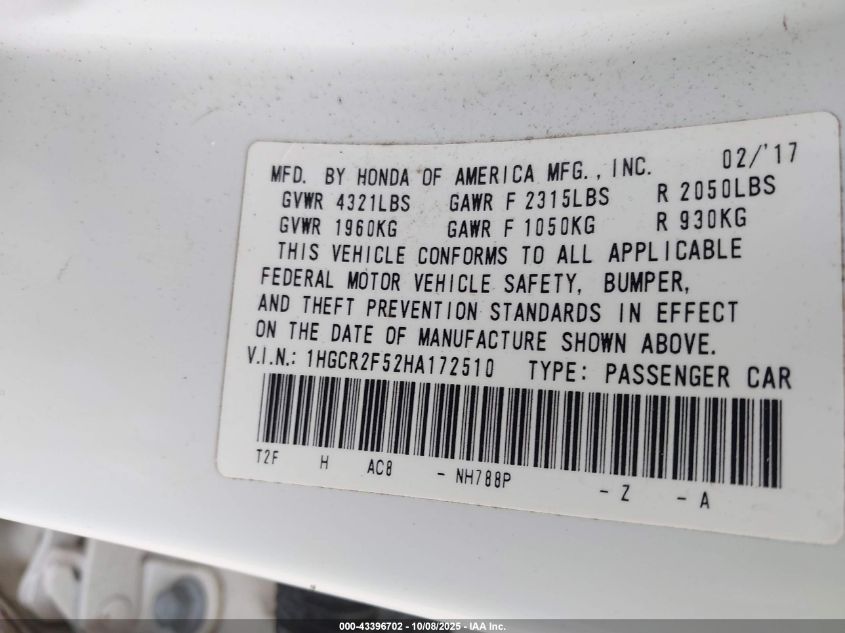 02/'17
MFD. BY HONDA OF AMERICA MFG., INC.
GVWR 4321LBS GAWR F 2315LBS R 2050LBS
GVWR 1960KG GAWR F 1050KG R 930KG
THIS VEHICLE CONFORMS TO ALL APPLICABLE
FEDERAL MOTOR VEHICLE SAFETY, BUMPER,
AND THEFT PREVENTION STANDARDS IN EFFECT
ON THE DATE OF MANUFACTURE SHOWN ABOVE.
V.I.N.: 1HGCR2F52HA172510 TYPE: PASSENGER CAR
T2F H AC8 - NH788P - Z - A
000-43396702 - 10/08/2025 - IAA Inc.